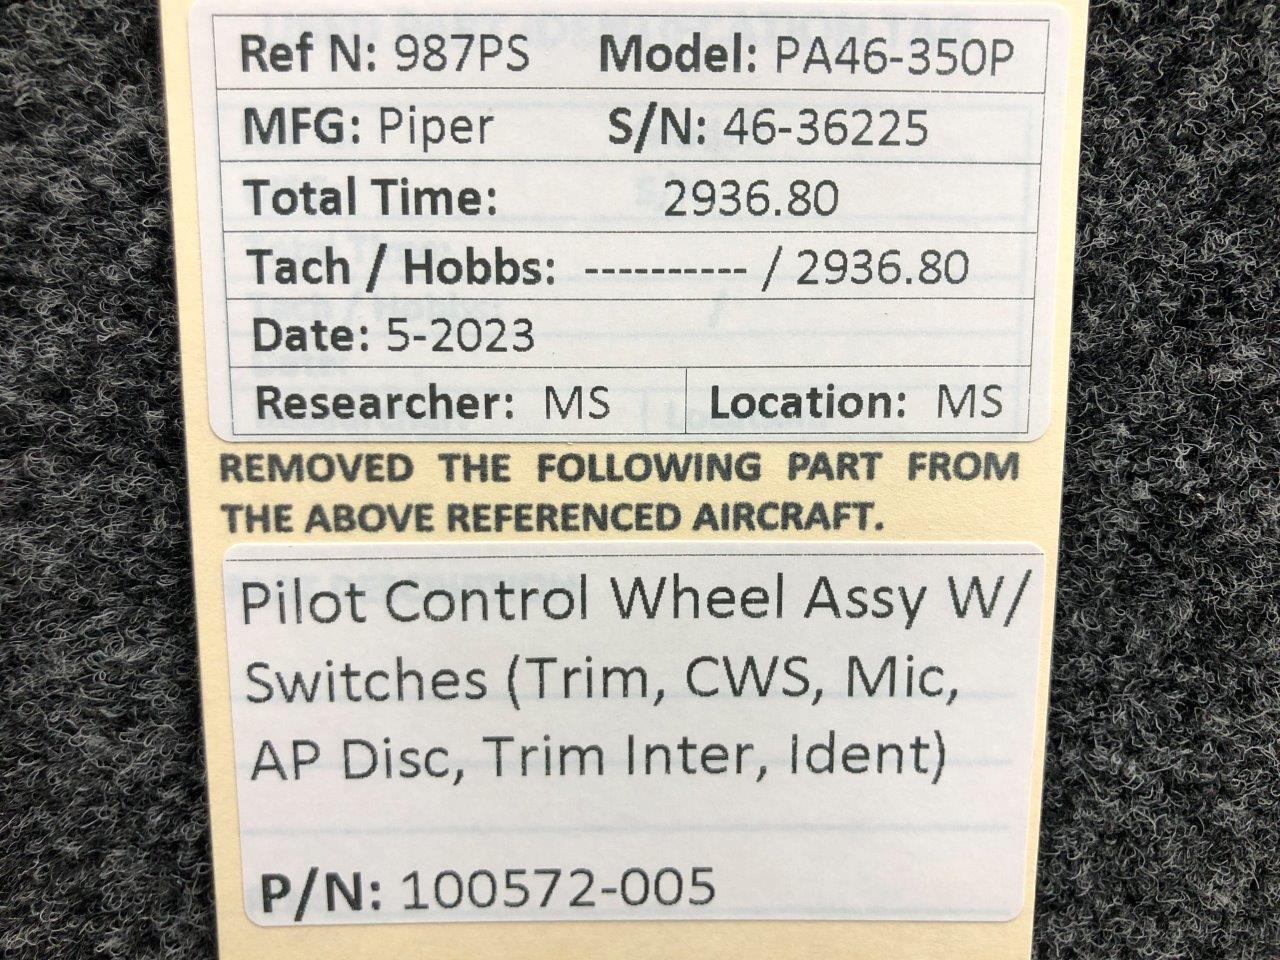 Ref N: 987PS Model: PA46-350P
MFG: Piper S/N: 46-36225
Total Time: 2936.80
Tach / Hobbs: ---------- / 2936.80
Date: 5-2023
Researcher: MS Location: MS
REMOVED THE FOLLOWING PART FROM
THE ABOVE REFERENCED AIRCRAFT.
Pilot Control Wheel Assy W/
Switches (Trim, CWS, Mic,
AP Disc, Trim Inter, Ident)
P/N: 100572-005